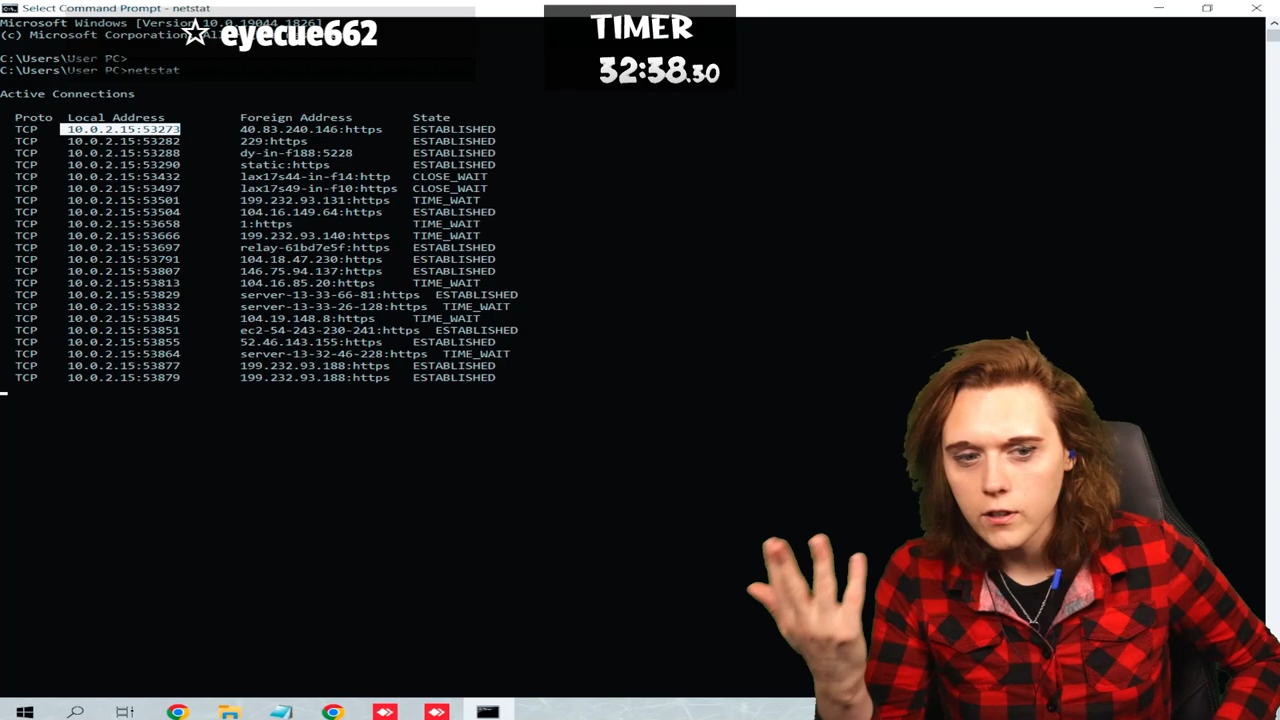 Select Command Prompt - netstat
Microsoft Windows [Version 10.0.19044.1826]
(c) Microsoft Corporation. All
☆ eyecue662
TIMER
32:38.30
C:\Users\User PC>
C:\Users\User PC>netstat
Active Connections
Proto Local Address Foreign Address State
TCP 10.0.2.15:53273 40.83.240.146:https ESTABLISHED
TCP 10.0.2.15:53282 229:https ESTABLISHED
TCP 10.0.2.15:53288 dy-in-f188:5228 ESTABLISHED
TCP 10.0.2.15:53290 static:https ESTABLISHED
TCP 10.0.2.15:53432 lax17s44-in-f14:http CLOSE_WAIT
TCP 10.0.2.15:53497 lax17s49-in-f10:https CLOSE_WAIT
TCP 10.0.2.15:53501 199.232.93.131:https TIME_WAIT
TCP 10.0.2.15:53504 104.16.149.64:https ESTABLISHED
TCP 10.0.2.15:53658 1:https TIME_WAIT
TCP 10.0.2.15:53666 199.232.93.140:https TIME_WAIT
TCP 10.0.2.15:53697 relay-61bd7e5f:https ESTABLISHED
TCP 10.0.2.15:53791 104.18.47.230:https ESTABLISHED
TCP 10.0.2.15:53807 146.75.94.137:https ESTABLISHED
TCP 10.0.2.15:53813 104.16.85.20:https TIME_WAIT
TCP 10.0.2.15:53829 server-13-33-66-81:https ESTABLISHED
TCP 10.0.2.15:53832 server-13-33-26-128:https TIME_WAIT
TCP 10.0.2.15:53845 104.19.148.8:https TIME_WAIT
TCP 10.0.2.15:53851 ec2-54-243-230-241:https ESTABLISHED
TCP 10.0.2.15:53855 52.46.143.155:https ESTABLISHED
TCP 10.0.2.15:53864 server-13-32-46-228:https TIME_WAIT
TCP 10.0.2.15:53877 199.232.93.188:https ESTABLISHED
TCP 10.0.2.15:53879 199.232.93.188:https ESTABLISHED